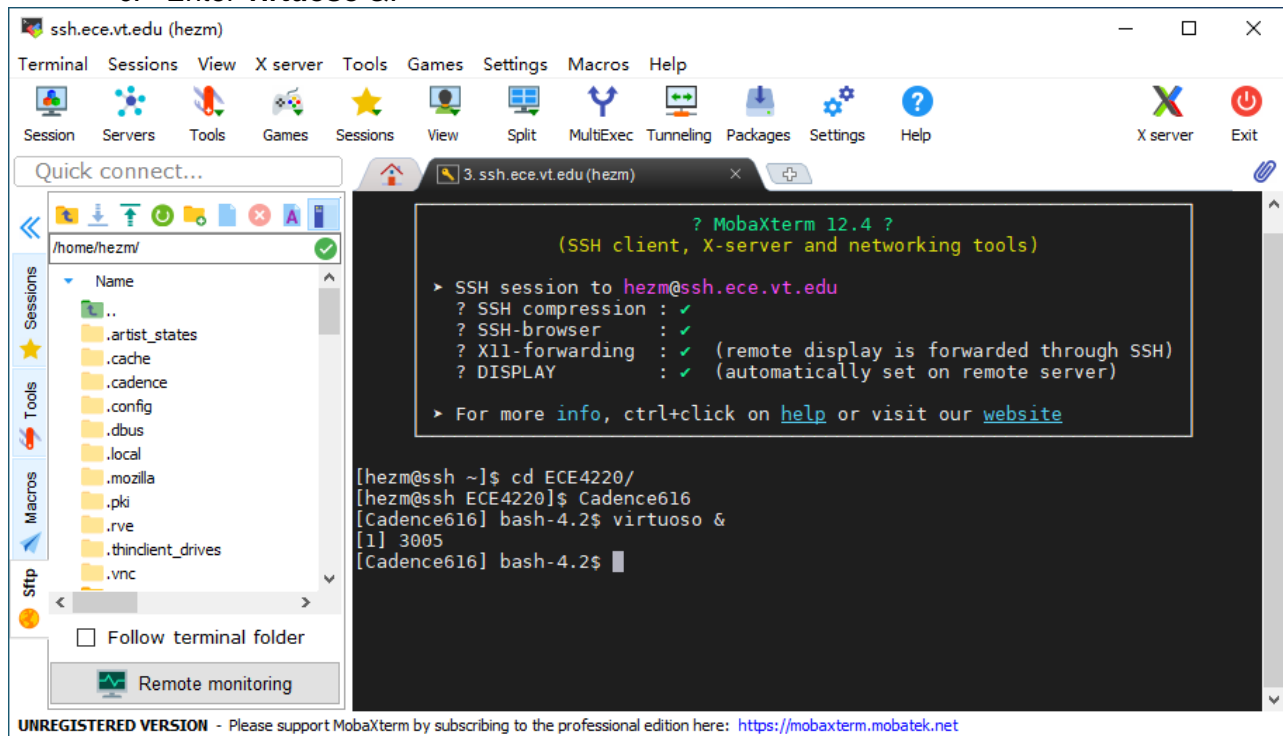 ssh.ece.vt.edu (hezm)
Terminal Sessions View X server Tools Games Settings Macros Help
Session Servers Tools Games Sessions View Split MultiExec Tunneling Packages Settings Help X server Exit
Quick connect...
3. ssh.ece.vt.edu (hezm)
/home/hezm/
Name
..
.artist_states
.cache
.cadence
.config
.dbus
.local
.mozilla
.pki
.rve
.thinclient_drives
.vnc
Sessions
Tools
Macros
Sftp
Follow terminal folder
Remote monitoring
? MobaXterm 12.4 ?
(SSH client, X-server and networking tools)
➤ SSH session to hezm@ssh.ece.vt.edu
? SSH compression : ✔
? SSH-browser : ✔
? X11-forwarding : ✔ (remote display is forwarded through SSH)
? DISPLAY : ✔ (automatically set on remote server)
➤ For more info, ctrl+click on help or visit our website
[hezm@ssh ~]$ cd ECE4220/
[hezm@ssh ECE4220]$ Cadence616
[Cadence616] bash-4.2$ virtuoso &
[1] 3005
[Cadence616] bash-4.2$
UNREGISTERED VERSION - Please support MobaXterm by subscribing to the professional edition here: https://mobaxterm.mobatek.net